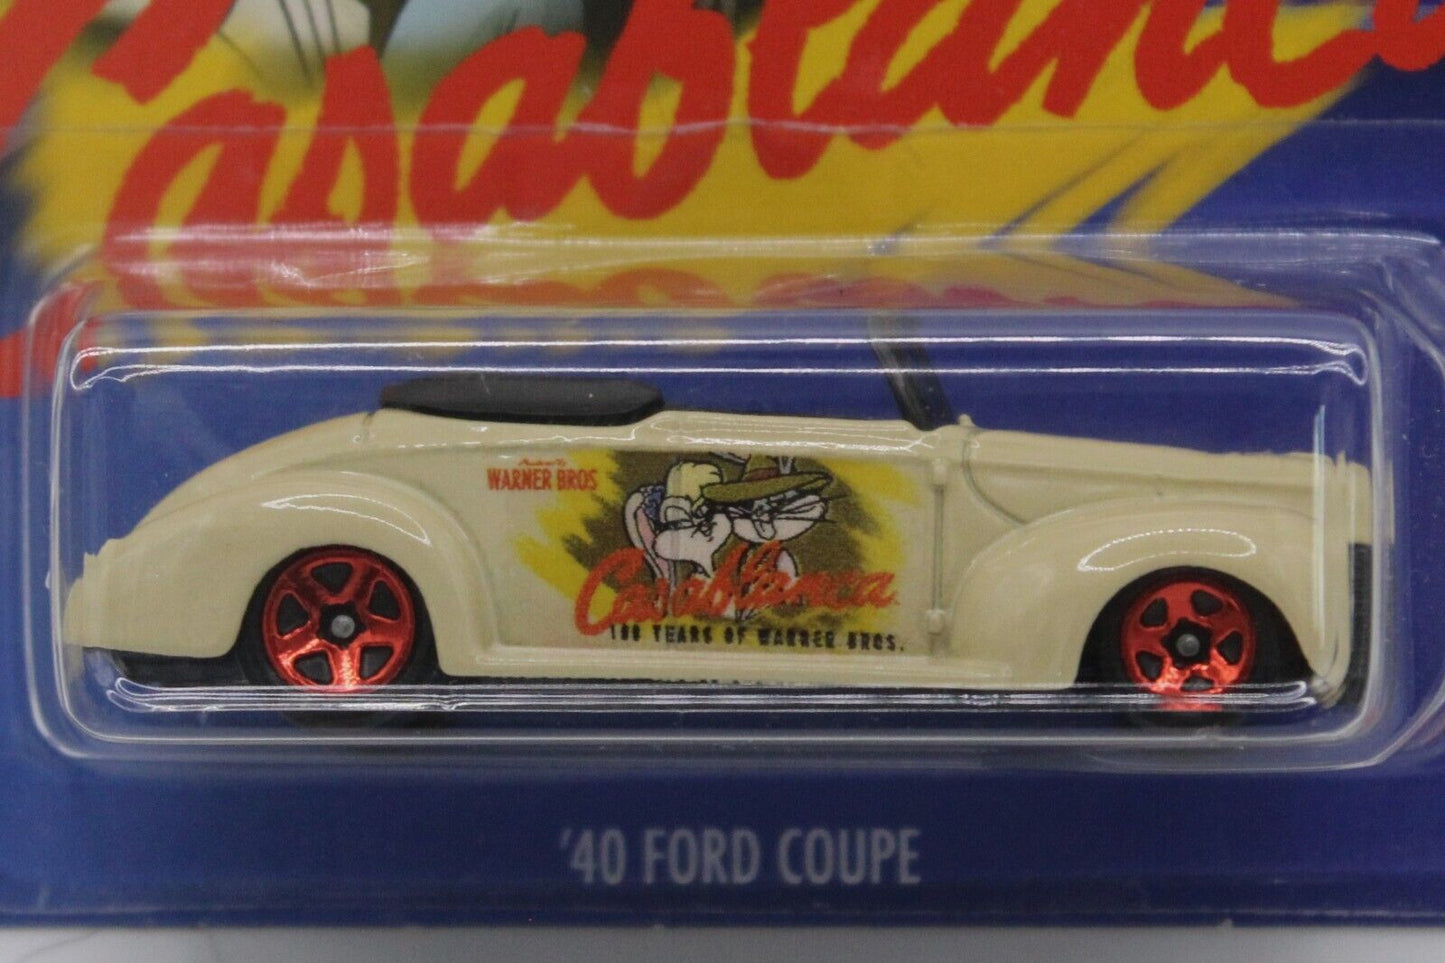 Casablanca
WARNER BROS
Casablanca
100 YEARS OF WARNER BROS.
'40 FORD COUPE